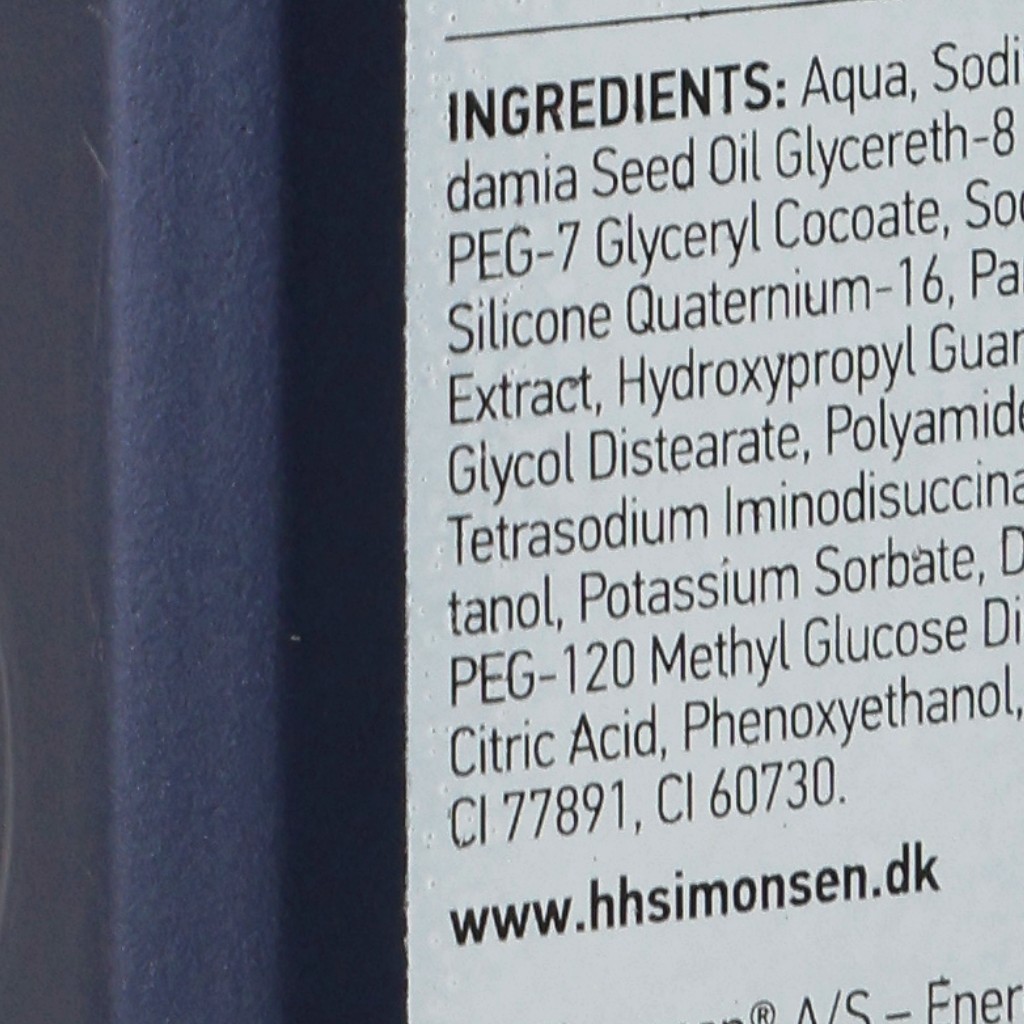 INGREDIENTS: Aqua, Sodi
damia Seed Oil Glycereth-8
PEG-7 Glyceryl Cocoate, So
Silicone Quaternium-16, Pa
Extract, Hydroxypropyl Guar
Glycol Distearate, Polyamide
Tetrasodium Iminodisuccina
tanol, Potassium Sorbate, D
PEG-120 Methyl Glucose Di
Citric Acid, Phenoxyethanol,
CI 77891, CI 60730.
www.hhsimonsen.dk
® A/S – Ener